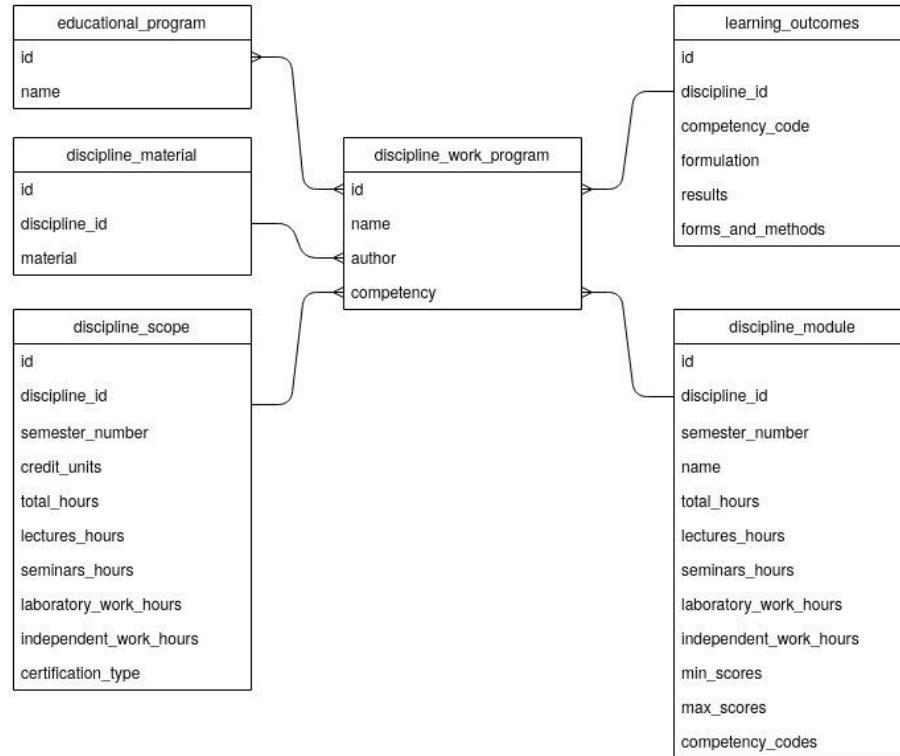 educational_program
id
name
discipline_material
id
discipline_id
material
discipline_scope
id
discipline_id
semester_number
credit_units
total_hours
lectures_hours
seminars_hours
laboratory_work_hours
independent_work_hours
certification_type
discipline_work_program
id
name
author
competency
learning_outcomes
id
discipline_id
competency_code
formulation
results
forms_and_methods
discipline_module
id
discipline_id
semester_number
name
total_hours
lectures_hours
seminars_hours
laboratory_work_hours
independent_work_hours
min_scores
max_scores
competency_codes